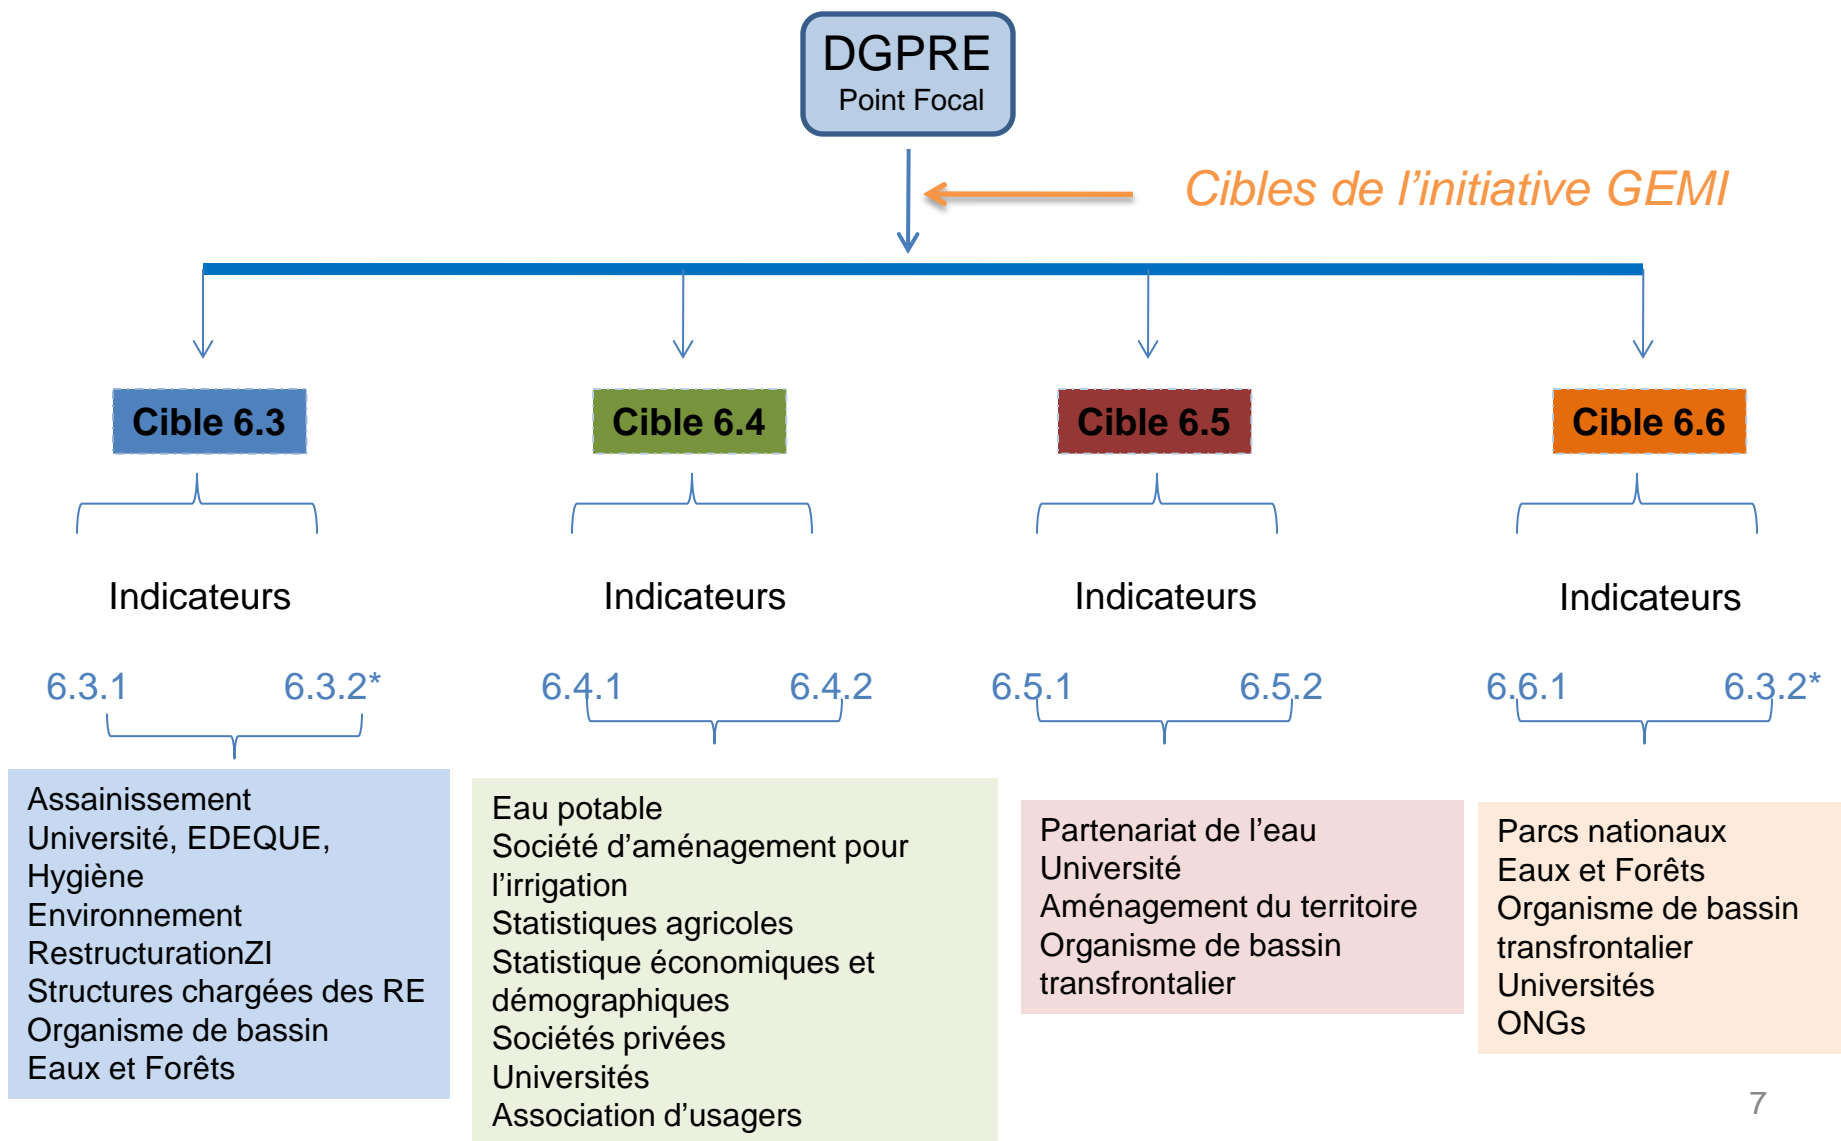 DGPRE
Point Focal
Cibles de l’initiative GEMI
Cible 6.3
Cible 6.4
Cible 6.5
Cible 6.6
Indicateurs
Indicateurs
Indicateurs
Indicateurs
6.3.1
6.3.2*
6.4.1
6.4.2
6.5.1
6.5.2
6.6.1
6.3.2*
Assainissement
Université, EDEQUE,
Hygiène
Environnement
RestructurationZI
Structures chargées des RE
Organisme de bassin
Eaux et Forêts
Eau potable
Société d’aménagement pour
l’irrigation
Statistiques agricoles
Statistique économiques et
démographiques
Sociétés privées
Universités
Association d’usagers
Partenariat de l’eau
Université
Aménagement du territoire
Organisme de bassin
transfrontalier
Parcs nationaux
Eaux et Forêts
Organisme de bassin
transfrontalier
Universités
ONGs
7